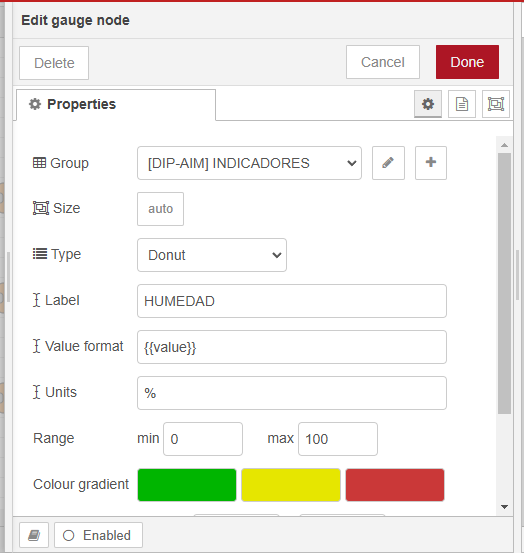 Edit gauge node
Delete Cancel Done
Properties
Group [DIP-AIM] INDICADORES
Size auto
Type Donut
Label HUMEDAD
Value format {{value}}
Units %
Range min 0 max 100
Colour gradient
Enabled